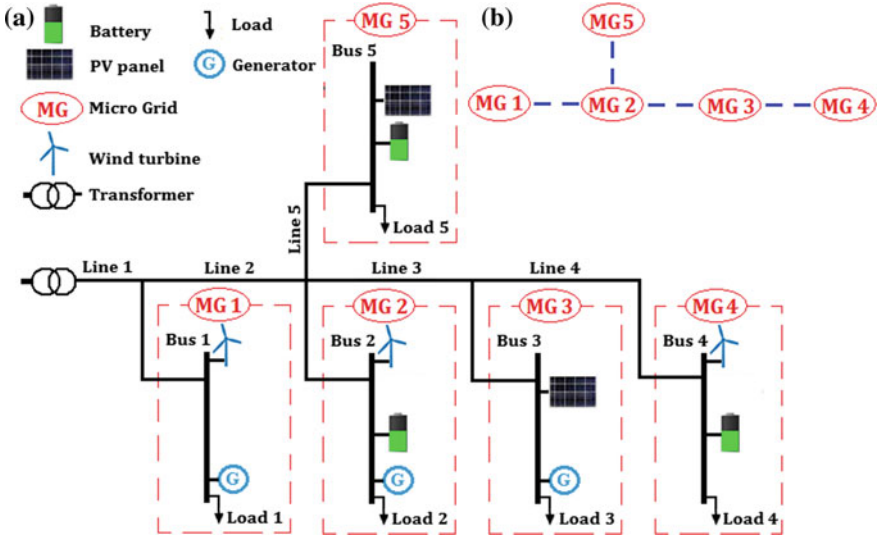 (a)
Battery
Load
PV panel
G
Generator
MG
Micro Grid
Wind turbine
Transformer
MG 5
Bus 5
Load 5
Line 5
Line 1
Line 2
Line 3
Line 4
MG 1
Bus 1
G
Load 1
MG 2
Bus 2
G
Load 2
MG 3
Bus 3
G
Load 3
MG 4
Bus 4
Load 4
(b)
MG 5
MG 1
MG 2
MG 3
MG 4